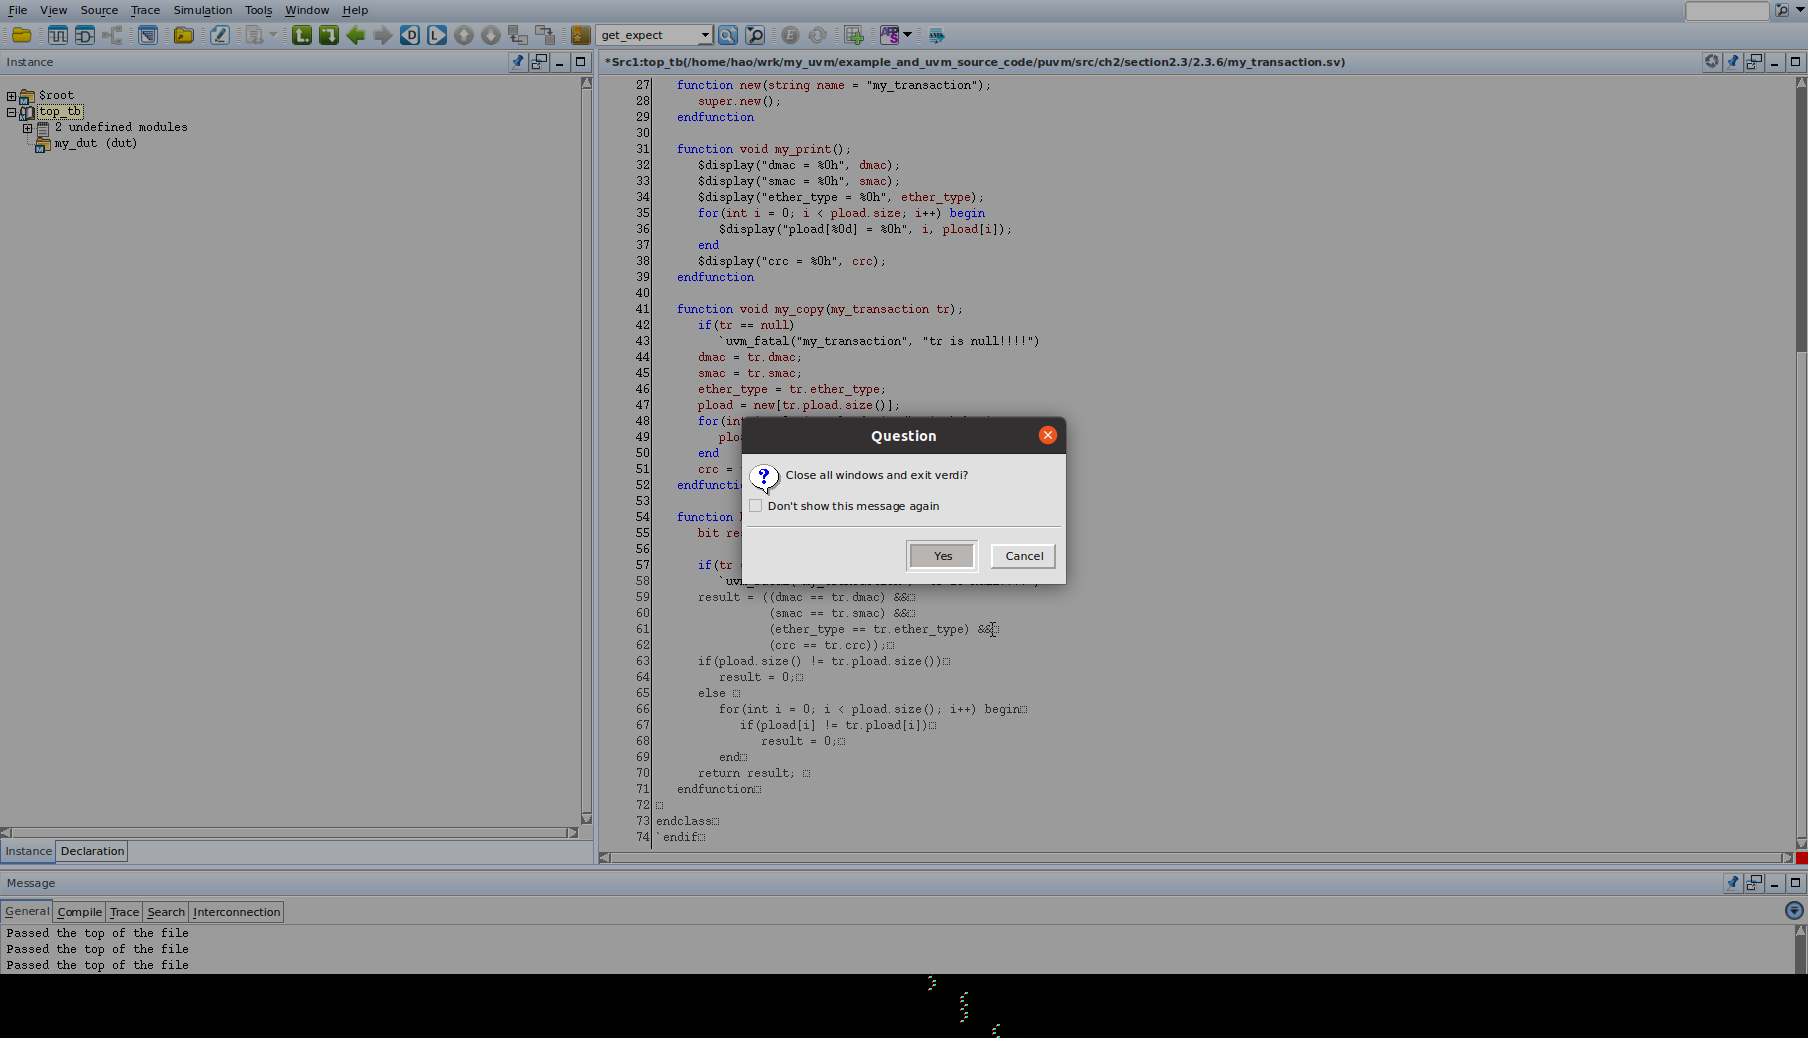 File View Source Trace Simulation Tools Window Help
get_expect
Instance
*Src1:top_tb(/home/hao/wrk/my_uvm/example_and_uvm_source_code/puvm/src/ch2/section2.3/2.3.6/my_transaction.sv)
$root
top_tb
2 undefined modules
my_dut (dut)
27 function new(string name = "my_transaction");
28 super.new();
29 endfunction
30
31 function void my_print();
32 $display("dmac = %0h", dmac);
33 $display("smac = %0h", smac);
34 $display("ether_type = %0h", ether_type);
35 for(int i = 0; i < pload.size; i++) begin
36 $display("pload[%0d] = %0h", i, pload[i]);
37 end
38 $display("crc = %0h", crc);
39 endfunction
40
41 function void my_copy(my_transaction tr);
42 if(tr == null)
43 `uvm_fatal("my_transaction", "tr is null!!!!")
44 dmac = tr.dmac;
45 smac = tr.smac;
46 ether_type = tr.ether_type;
47 pload = new[tr.pload.size()];
48 for(int
49 ploa
50 end
51 crc =
52 endfuncti
53
54 function
55 bit res
56
57 if(tr
58 `uvm
59 result = ((dmac == tr.dmac) &&
60 (smac == tr.smac) &&
61 (ether_type == tr.ether_type) &&
62 (crc == tr.crc));
63 if(pload.size() != tr.pload.size())
64 result = 0;
65 else
66 for(int i = 0; i < pload.size(); i++) begin
67 if(pload[i] != tr.pload[i])
68 result = 0;
69 end
70 return result;
71 endfunction
72
73 endclass
74 `endif
Question
Close all windows and exit verdi?
Don't show this message again
Yes Cancel
Instance Declaration
Message
General Compile Trace Search Interconnection
Passed the top of the file
Passed the top of the file
Passed the top of the file